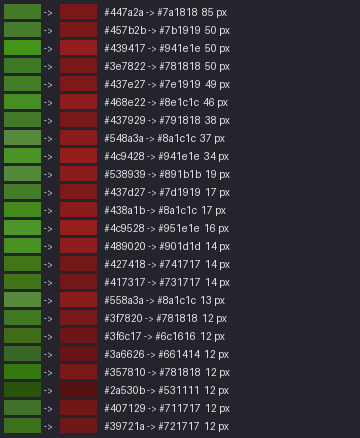 -> #447a2a -> #7a1818 85 px
-> #457b2b -> #7b1919 50 px
-> #439417 -> #941e1e 50 px
-> #3e7822 -> #781818 50 px
-> #437e27 -> #7e1919 49 px
-> #468e22 -> #8e1c1c 46 px
-> #437929 -> #791818 38 px
-> #548a3a -> #8a1c1c 37 px
-> #4c9428 -> #941e1e 34 px
-> #538939 -> #891b1b 19 px
-> #437d27 -> #7d1919 17 px
-> #438a1b -> #8a1c1c 17 px
-> #4c9528 -> #951e1e 16 px
-> #489020 -> #901d1d 14 px
-> #427418 -> #741717 14 px
-> #417317 -> #731717 14 px
-> #558a3a -> #8a1c1c 13 px
-> #3f7820 -> #781818 12 px
-> #3f6c17 -> #6c1616 12 px
-> #3a6626 -> #661414 12 px
-> #357810 -> #781818 12 px
-> #2a530b -> #531111 12 px
-> #407129 -> #711717 12 px
-> #39721a -> #721717 12 px